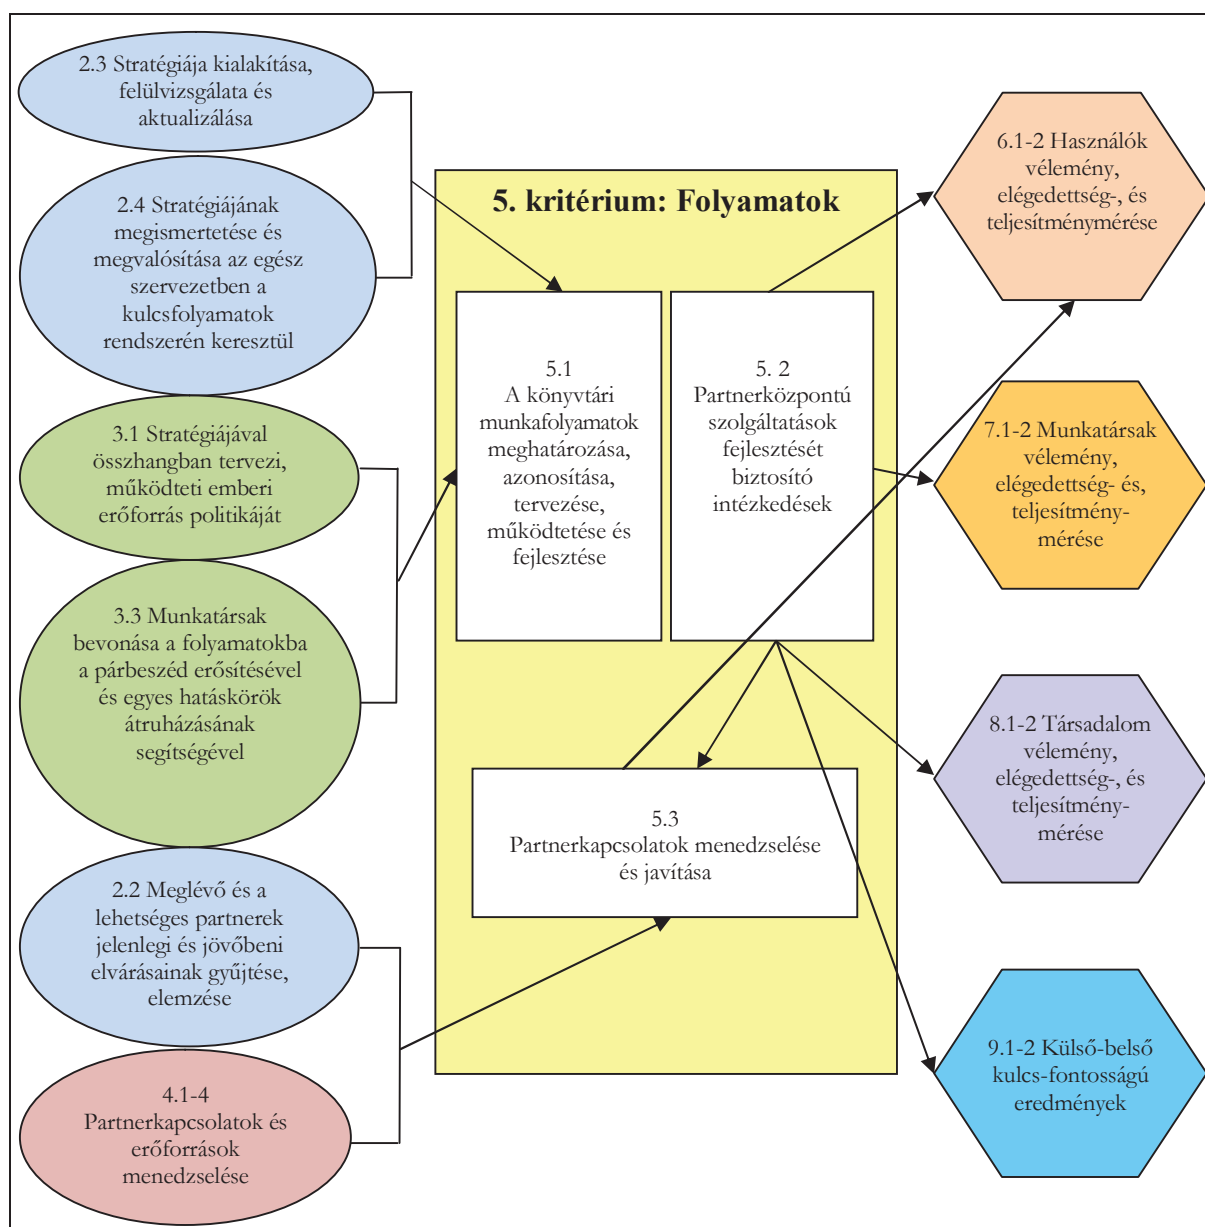 2.3 Stratégiája kialakítása,
felülvizsgálata és
aktualizálása
2.4 Stratégiájának
megismertetése és
megvalósítása az egész
szervezetben a
kulcsfolyamatok
rendszerén keresztül
3.1 Stratégiájával
összhangban tervezi,
működteti emberi
erőforrás politikáját
3.3 Munkatársak
bevonása a folyamatokba
a párbeszéd erősítésével
és egyes hatáskörök
átruházásának
segítségével
2.2 Meglévő és a
lehetséges partnerek
jelenlegi és jövőbeni
elvárásainak gyűjtése,
elemzése
4.1-4
Partnerkapcsolatok és
erőforrások
menedzselése
5. kritérium: Folyamatok
5.1
A könyvtári
munkafolyamatok
meghatározása,
azonosítása,
tervezése,
működtetése és
fejlesztése
5. 2
Partnerközpontú
szolgáltatások
fejlesztését
biztosító
intézkedések
5.3
Partnerkapcsolatok menedzselése
és javítása
6.1-2 Használók
vélemény,
elégedettség-, és
teljesítménymérése
7.1-2 Munkatársak
vélemény,
elégedettség- és,
teljesítmény-
mérése
8.1-2 Társadalom
vélemény,
elégedettség-, és
teljesítmény-
mérése
9.1-2 Külső-belső
kulcs-fontosságú
eredmények